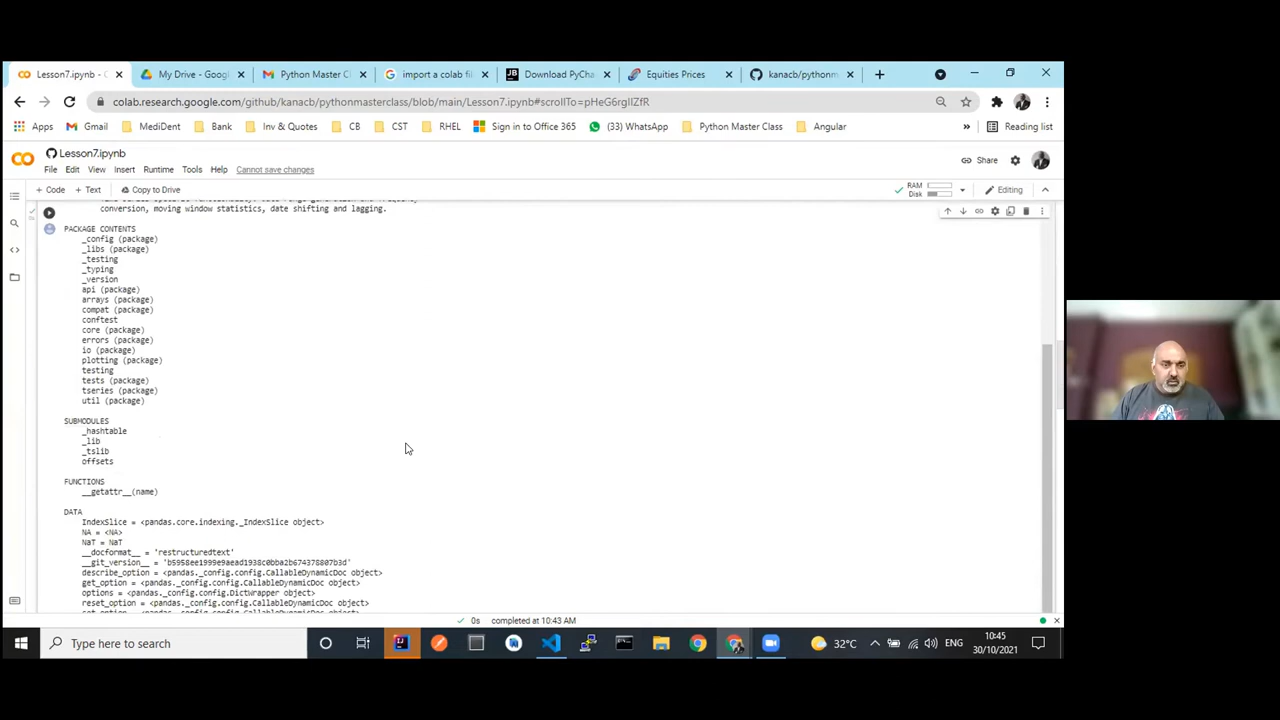 Lesson7.ipynb - C
My Drive - Googl
Python Master C
import a colab fil
Download PyCha
Equities Prices
kanacb/pythonm
colab.research.google.com/github/kanacb/pythonmasterclass/blob/main/Lesson7.ipynb#scrollTo=pHeG6rgIlZfR
Apps
Gmail
MediDent
Bank
Inv & Quotes
CB
CST
RHEL
Sign in to Office 365
(33) WhatsApp
Python Master Class
Angular
»
Reading list
Lesson7.ipynb
File Edit View Insert Runtime Tools Help Cannot save changes
Share
+ Code + Text Copy to Drive
RAM
Disk
Editing
conversion, moving window statistics, date shifting and lagging.
PACKAGE CONTENTS
_config (package)
_libs (package)
_testing
_typing
_version
api (package)
arrays (package)
compat (package)
conftest
core (package)
errors (package)
io (package)
plotting (package)
testing
tests (package)
tseries (package)
util (package)
SUBMODULES
_hashtable
_lib
_tslib
offsets
FUNCTIONS
__getattr__(name)
DATA
IndexSlice = <pandas.core.indexing._IndexSlice object>
NA = <NA>
NaT = NaT
__docformat__ = 'restructuredtext'
__git_version__ = 'b5958ee1999e9aead1938c0bba2b674378807b3d'
describe_option = <pandas._config.config.CallableDynamicDoc object>
get_option = <pandas._config.config.CallableDynamicDoc object>
options = <pandas._config.config.DictWrapper object>
reset_option = <pandas._config.config.CallableDynamicDoc object>
0s completed at 10:43 AM
Type here to search
32°C
ENG
10:45
30/10/2021